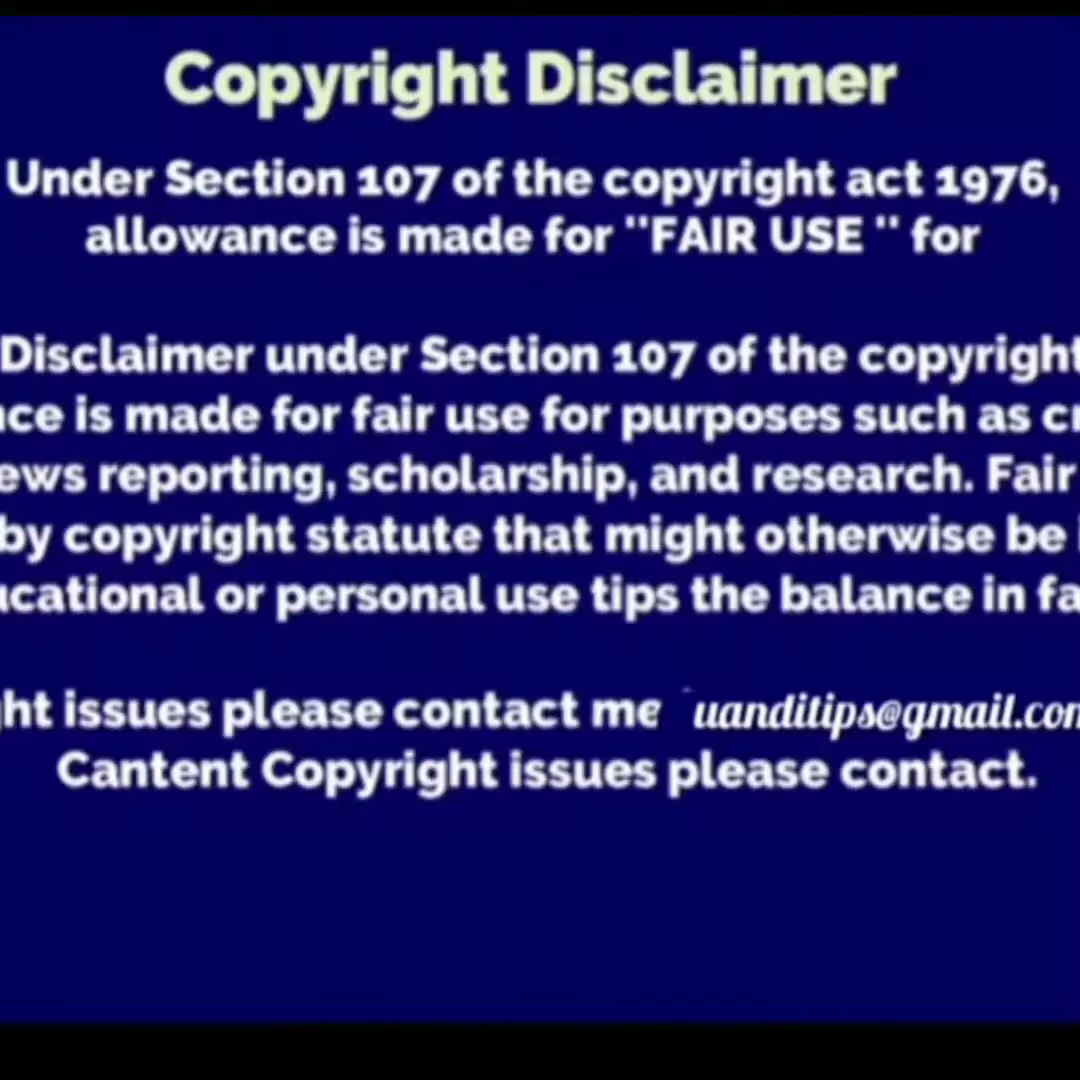 Copyright Disclaimer
Under Section 107 of the copyright act 1976,
allowance is made for "FAIR USE " for
Disclaimer under Section 107 of the copyright
nce is made for fair use for purposes such as cr
ews reporting, scholarship, and research. Fair
by copyright statute that might otherwise be i
ucational or personal use tips the balance in fa
ht issues please contact me uanditips@gmail.com
Cantent Copyright issues please contact.